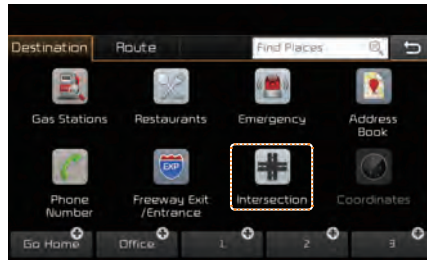 Destination Route Find Places
Gas Stations Restaurants Emergency Address
Book
EXP
Phone Freeway Exit Intersection Coordinates
Number /Entrance
Go Home Office 1 2 3